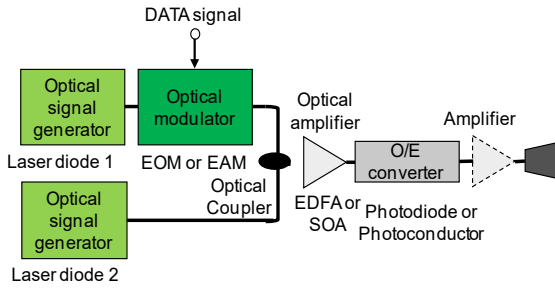 DATA signal
Optical
signal
generator
Laser diode 1
Optical
modulator
EOM or EAM
Optical
Coupler
Optical
amplifier
EDFA or
SOA
O/E
converter
Photodiode or
Photoconductor
Amplifier
Optical
signal
generator
Laser diode 2